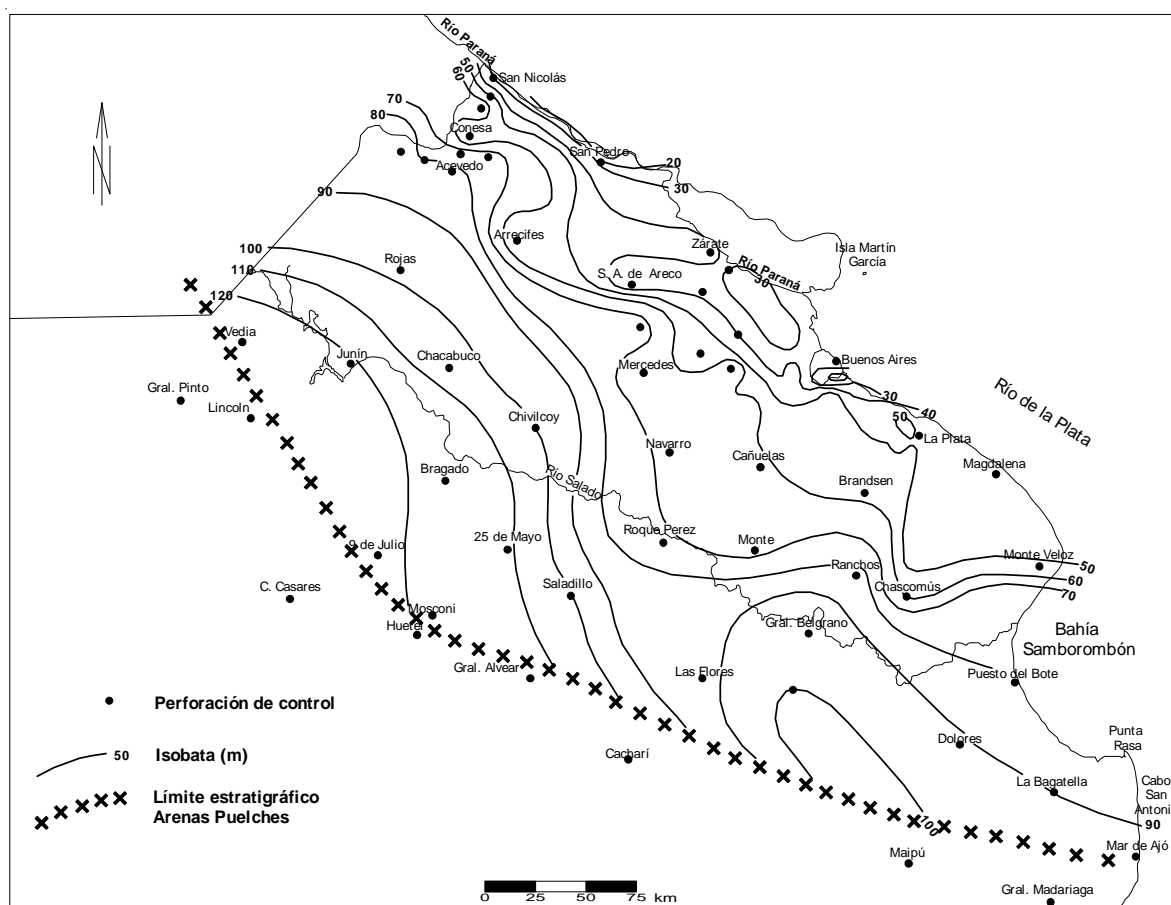 Río Paraná
50
60
San Nicolás
70
80
Conesa
Acevedo
San Pedro
20
30
90
Arrecifes
Zárate
Isla Martín
García
100
Rojas
110
120
S. A. de Areco
Río Paraná
30
Vedia
Junín
Chacabuco
Mercedes
Buenos Aires
Gral. Pinto
Lincoln
30
40
50
Río de la Plata
Chivilcoy
La Plata
Navarro
Cañuelas
Magdalena
Bragado
Río Salado
Brandsen
9 de Julio
25 de Mayo
Roque Perez
Monte
Monte Veloz
50
60
70
C. Casares
Saladillo
Ranchos
Chascomús
Mosconi
Huetel
Gral. Belgrano
Bahía
Samborombón
Gral. Alvear
Las Flores
Puesto del Bote
Perforación de control
50
Isobata (m)
Cacharí
Dolores
Punta
Rasa
La Bagatella
Cabo
San
Antoni
90
Límite estratigráfico
Arenas Puelches
100
Maipú
Mar de Ajó
0 25 50 75 km
Gral. Madariaga
N